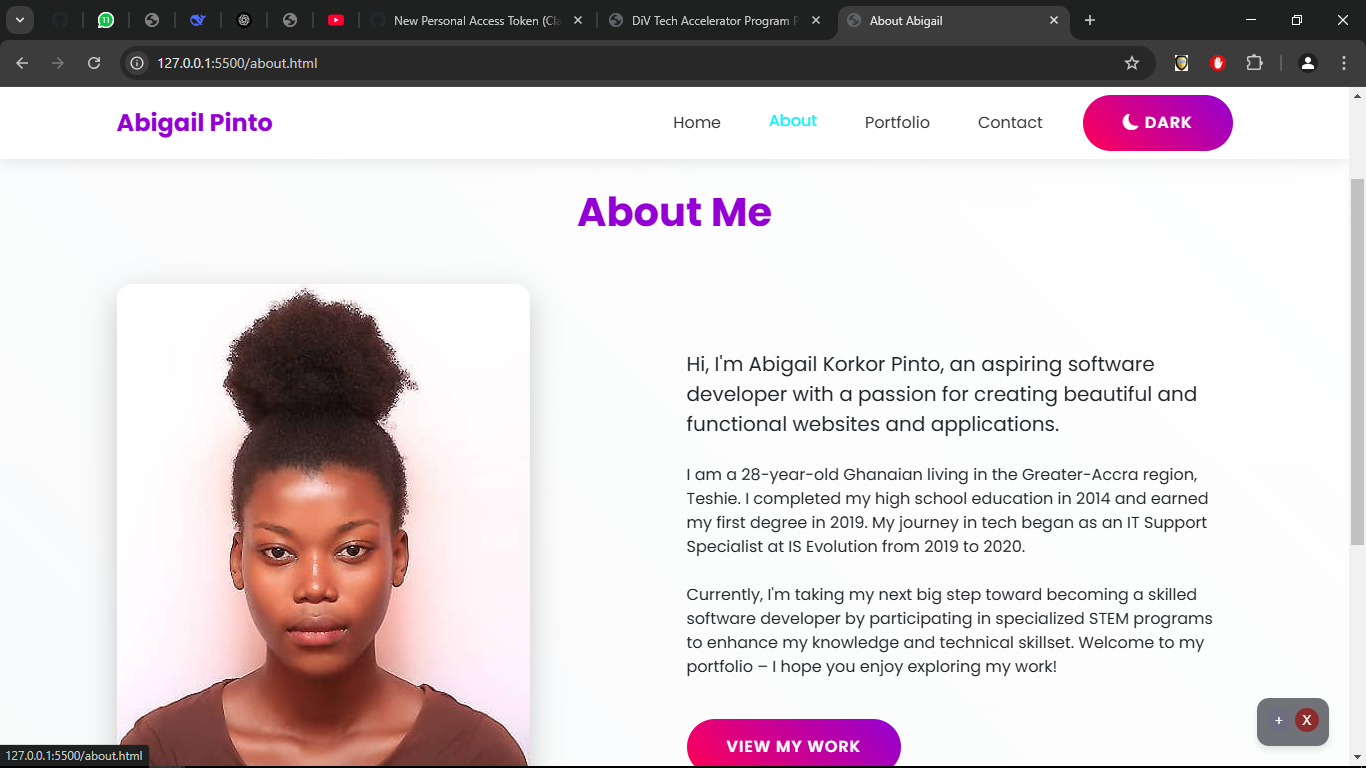 11
New Personal Access Token (Cla
DiV Tech Accelerator Program P
About Abigail
127.0.0.1:5500/about.html
Abigail Pinto
Home
About
Portfolio
Contact
DARK
About Me
Hi, I'm Abigail Korkor Pinto, an aspiring software
developer with a passion for creating beautiful and
functional websites and applications.
I am a 28-year-old Ghanaian living in the Greater-Accra region,
Teshie. I completed my high school education in 2014 and earned
my first degree in 2019. My journey in tech began as an IT Support
Specialist at IS Evolution from 2019 to 2020.
Currently, I'm taking my next big step toward becoming a skilled
software developer by participating in specialized STEM programs
to enhance my knowledge and technical skillset. Welcome to my
portfolio – I hope you enjoy exploring my work!
VIEW MY WORK
+ X
127.0.0.1:5500/about.html